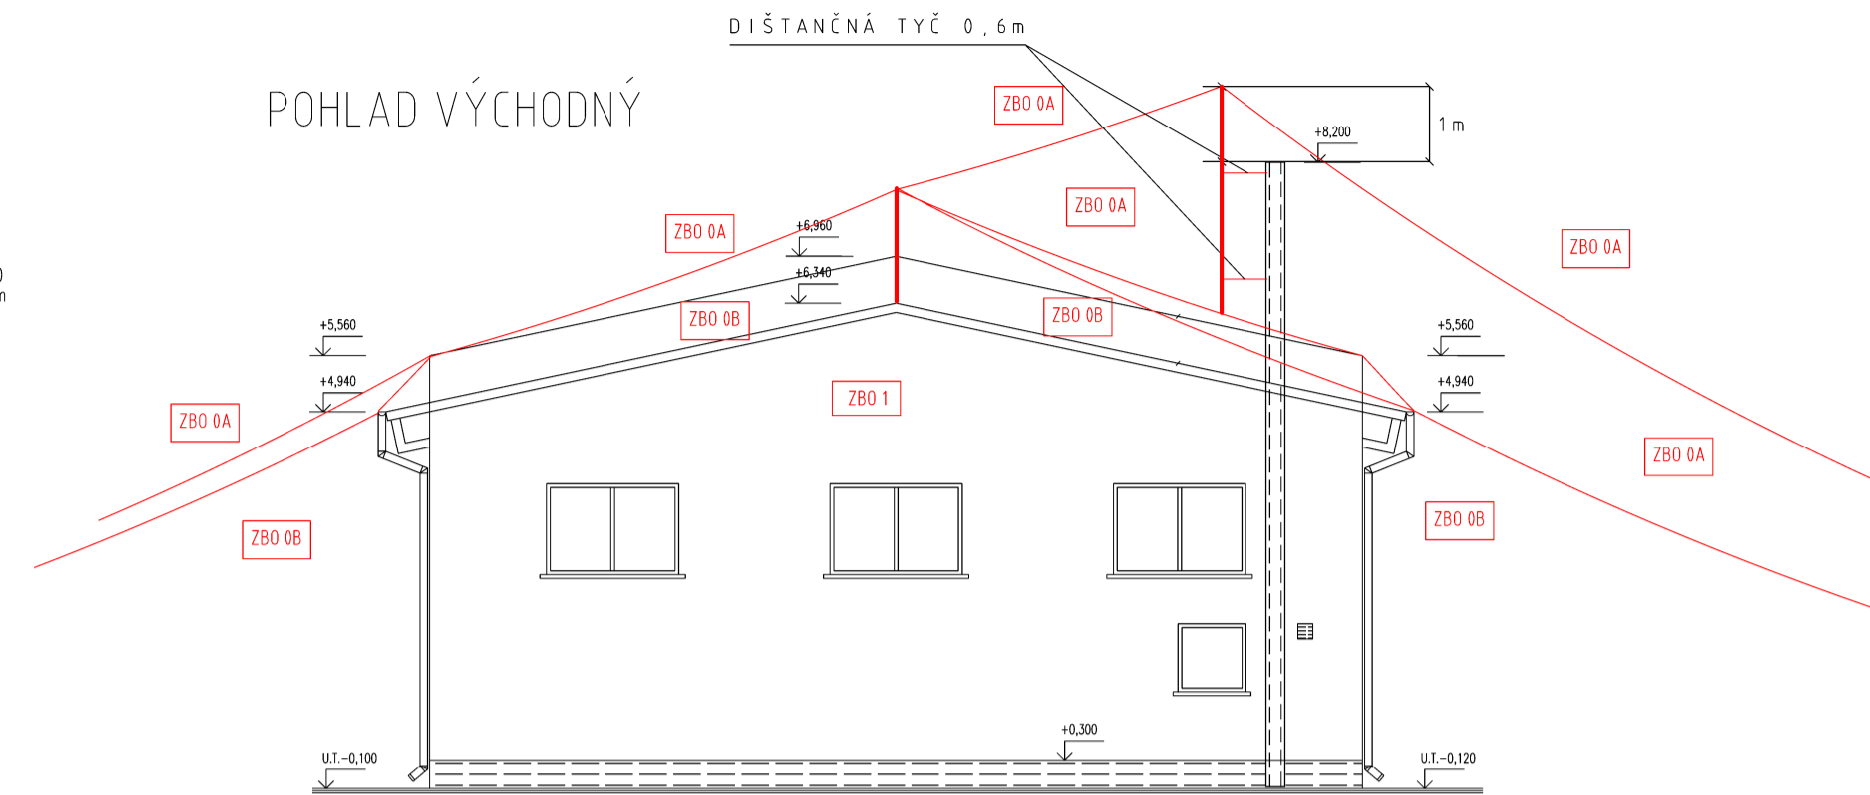 DIŠTANČNÁ TYČ 0,6m
POHLAD VÝCHODNÝ
ZBO 0A
+8,200
1 m
ZBO 0A
ZBO 0A
+6,960
ZBO 0A
+6,340
ZBO 0B
ZBO 0B
+5,560
+5,560
+4,940
+4,940
ZBO 1
ZBO 0A
ZBO 0A
ZBO 0B
ZBO 0B
+0,300
U.T.-0,100
U.T.-0,120